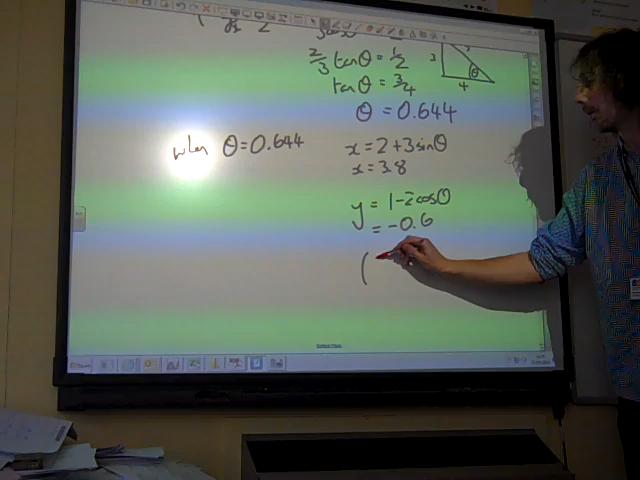 2/3 tanθ = 1/2
3
θ
4
tanθ = 3/4
θ = 0.644
when θ = 0.644
x = 2 + 3sinθ
x = 3.8
y = 1 - 2cosθ
= -0.6
(